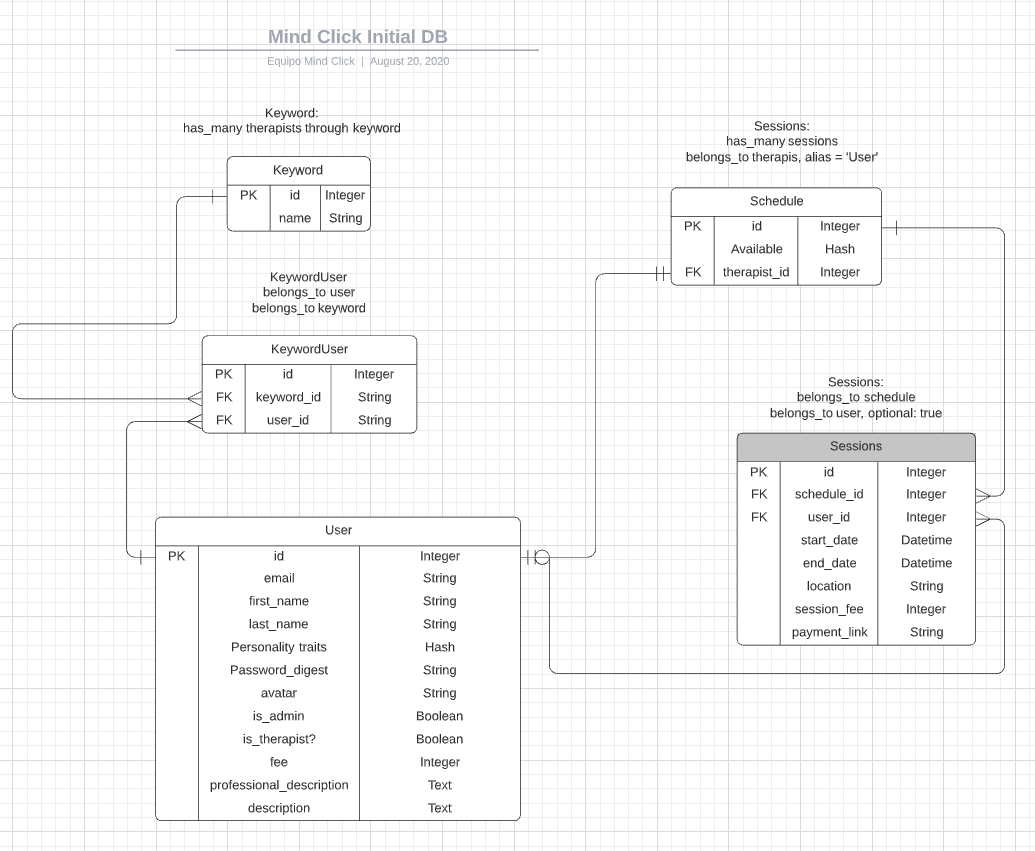 Mind Click Initial DB
Equipo Mind Click | August 20, 2020
Keyword:
has_many therapists through keyword
Keyword
PK id Integer
name String
KeywordUser
belongs_to user
belongs_to keyword
KeywordUser
PK id Integer
FK keyword_id String
FK user_id String
User
PK id Integer
email String
first_name String
last_name String
Personality traits Hash
Password_digest String
avatar String
is_admin Boolean
is_therapist? Boolean
fee Integer
professional_description Text
description Text
Sessions:
has_many sessions
belongs_to therapis, alias = 'User'
Schedule
PK id Integer
Available Hash
FK therapist_id Integer
Sessions:
belongs_to schedule
belongs_to user, optional: true
Sessions
PK id Integer
FK schedule_id Integer
FK user_id Integer
start_date Datetime
end_date Datetime
location String
session_fee Integer
payment_link String